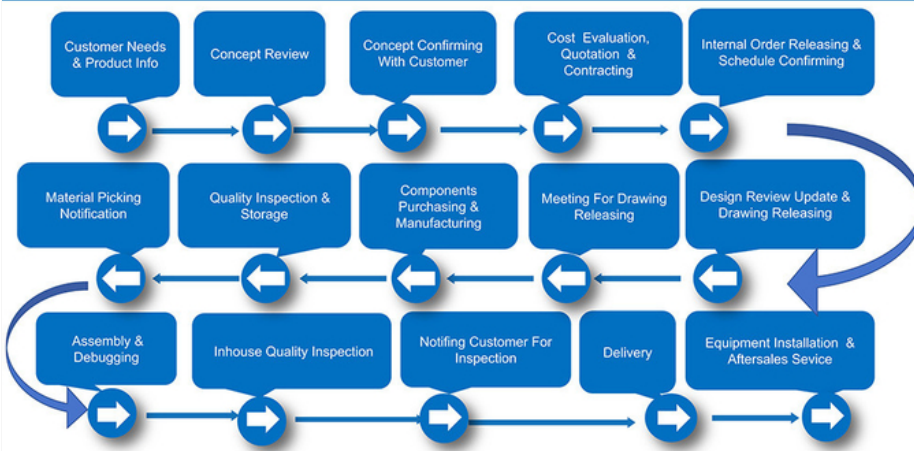 Customer Needs
& Product Info
Concept Review
Concept Confirming
With Customer
Cost Evaluation,
Quotation &
Contracting
Internal Order Releasing &
Schedule Confirming
Material Picking
Notification
Quality Inspection &
Storage
Components
Purchasing &
Manufacturing
Meeting For Drawing
Releasing
Design Review Update &
Drawing Releasing
Assembly &
Debugging
Inhouse Quality Inspection
Notifing Customer For
Inspection
Delivery
Equipment Installation &
Aftersales Sevice